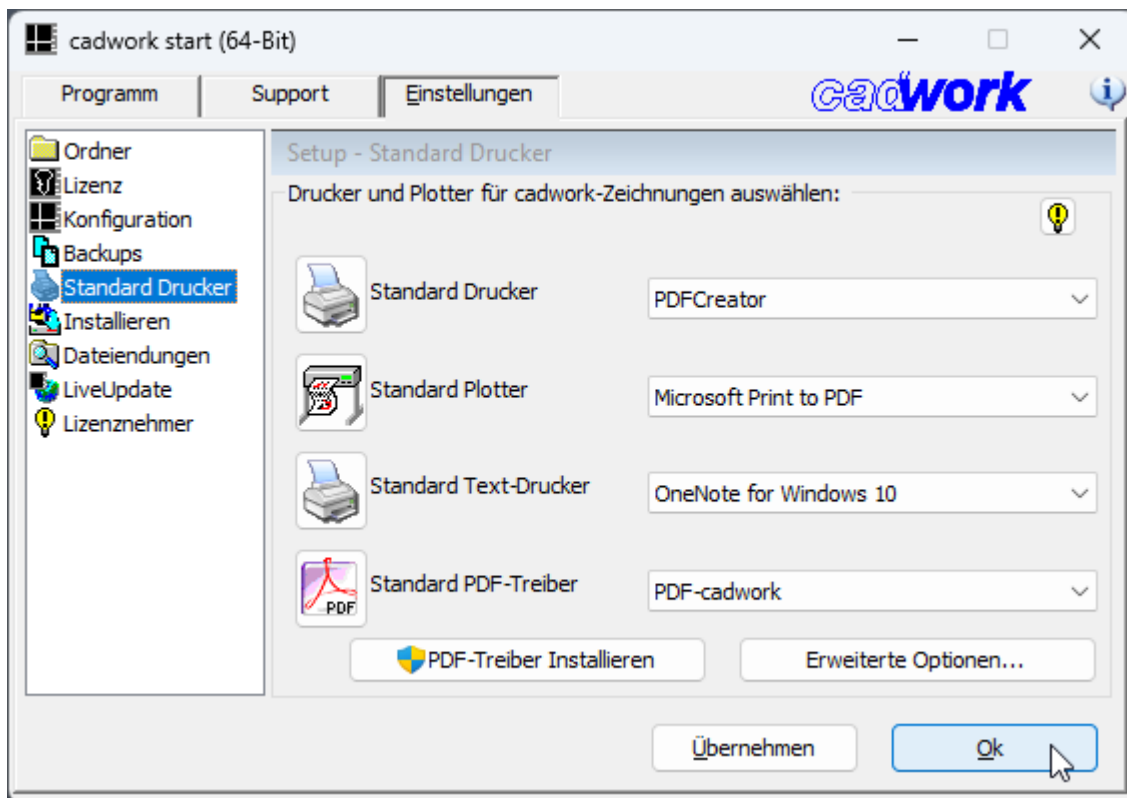 cadwork start (64-Bit)
Programm
Support
Einstellungen
cadwork
Ordner
Lizenz
Konfiguration
Backups
Standard Drucker
Installieren
Dateiendungen
LiveUpdate
Lizenznehmer
Setup - Standard Drucker
Drucker und Plotter für cadwork-Zeichnungen auswählen:
Standard Drucker
PDFCreator
Standard Plotter
Microsoft Print to PDF
Standard Text-Drucker
OneNote for Windows 10
PDF
Standard PDF-Treiber
PDF-cadwork
PDF-Treiber Installieren
Erweiterte Optionen...
Übernehmen
Ok